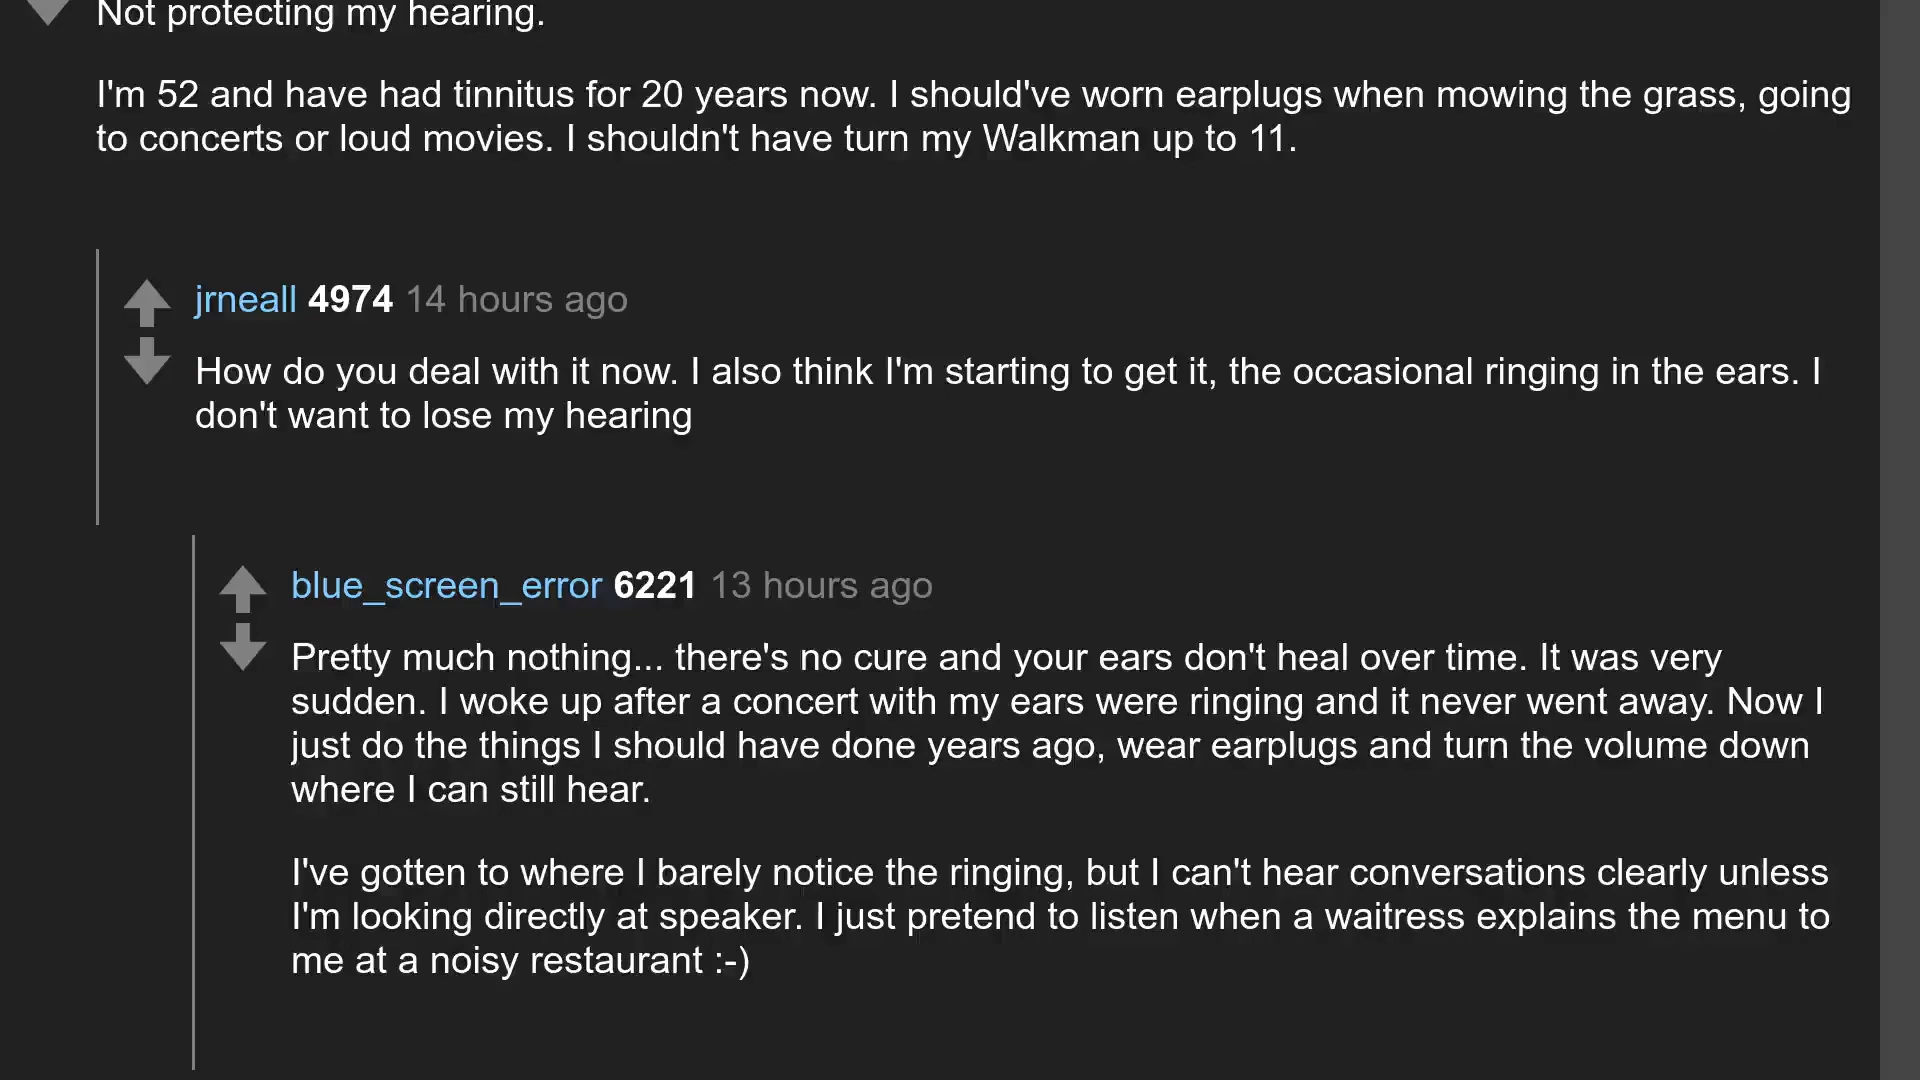 Not protecting my hearing.
I'm 52 and have had tinnitus for 20 years now. I should've worn earplugs when mowing the grass, going
to concerts or loud movies. I shouldn't have turn my Walkman up to 11.
jrneall 4974 14 hours ago
How do you deal with it now. I also think I'm starting to get it, the occasional ringing in the ears. I
don't want to lose my hearing
blue_screen_error 6221 13 hours ago
Pretty much nothing... there's no cure and your ears don't heal over time. It was very
sudden. I woke up after a concert with my ears were ringing and it never went away. Now I
just do the things I should have done years ago, wear earplugs and turn the volume down
where I can still hear.
I've gotten to where I barely notice the ringing, but I can't hear conversations clearly unless
I'm looking directly at speaker. I just pretend to listen when a waitress explains the menu to
me at a noisy restaurant :-)